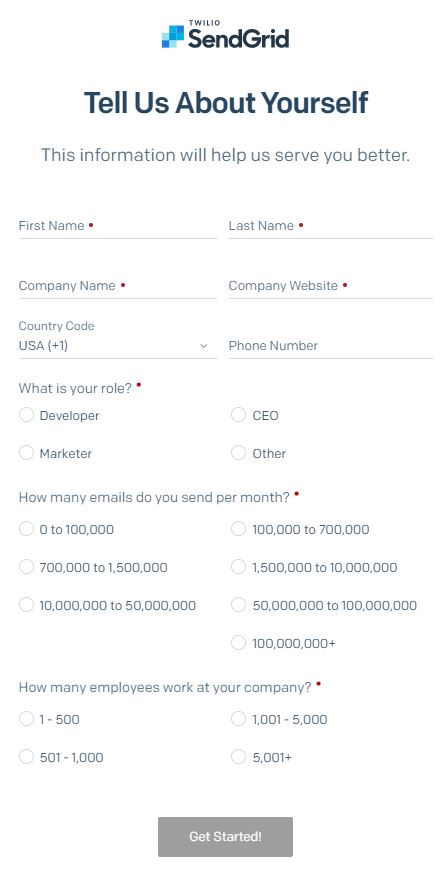 TWILIO
SendGrid
Tell Us About Yourself
This information will help us serve you better.
First Name •
Last Name •
Company Name •
Company Website •
Country Code
USA (+1)
Phone Number
What is your role? •
Developer
CEO
Marketer
Other
How many emails do you send per month? •
0 to 100,000
100,000 to 700,000
700,000 to 1,500,000
1,500,000 to 10,000,000
10,000,000 to 50,000,000
50,000,000 to 100,000,000
100,000,000+
How many employees work at your company? •
1 - 500
1,001 - 5,000
501 - 1,000
5,001+
Get Started!